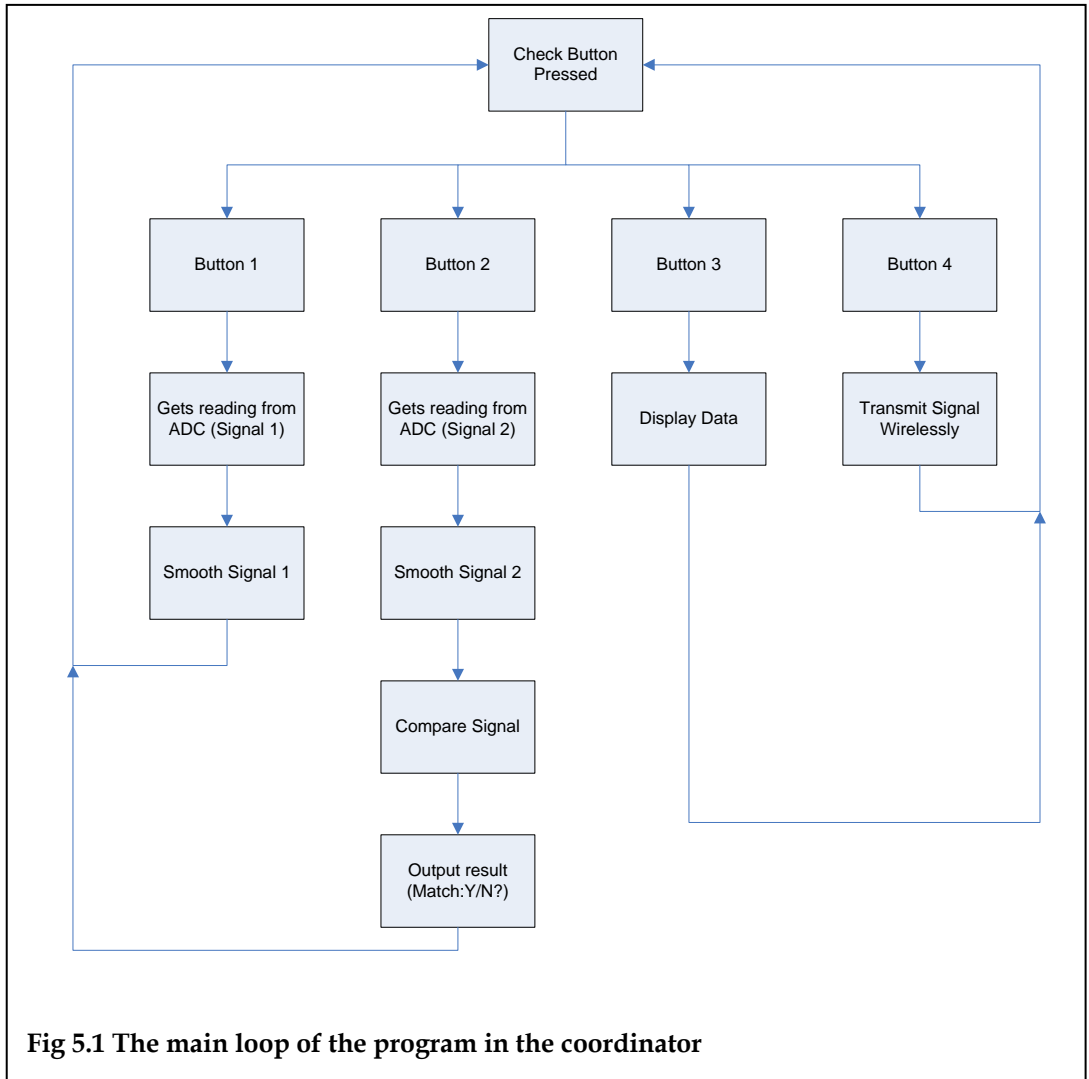 Check Button
Pressed
Button 1
Button 2
Button 3
Button 4
Gets reading from
ADC (Signal 1)
Gets reading from
ADC (Signal 2)
Display Data
Transmit Signal
Wirelessly
Smooth Signal 1
Smooth Signal 2
Compare Signal
Output result
(Match:Y/N?)
Fig 5.1 The main loop of the program in the coordinator